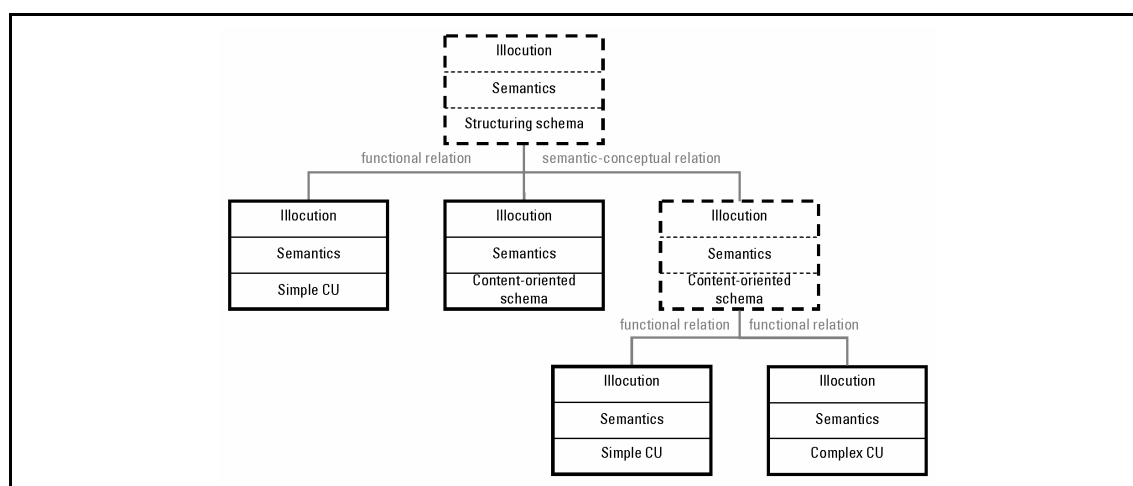 Illocution
Semantics
Structuring schema
functional relation
semantic-conceptual relation
Illocution
Semantics
Simple CU
Illocution
Semantics
Content-oriented
schema
Illocution
Semantics
Content-oriented
schema
functional relation
functional relation
Illocution
Semantics
Simple CU
Illocution
Semantics
Complex CU